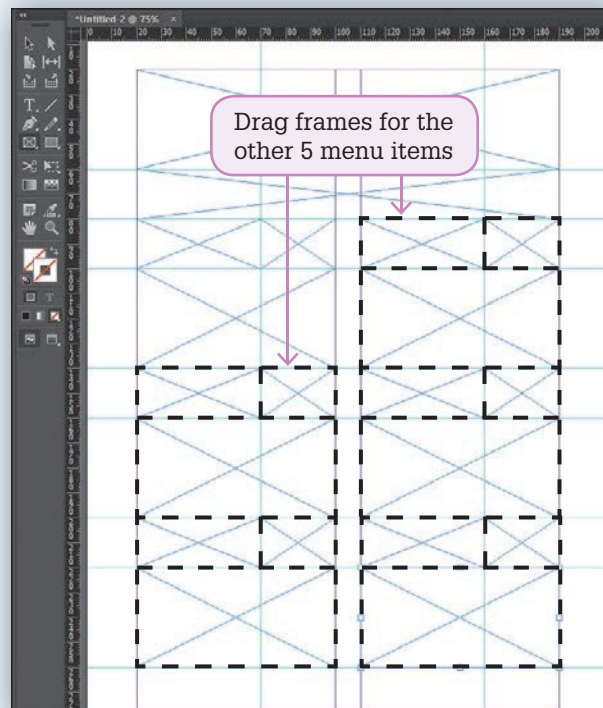 *Untitled-2 @ 75% ×
0 10 20 30 40 50 60 70 80 90 100 110 120 130 140 150 160 170 180 190 200
Drag frames for the
other 5 menu items
T
T